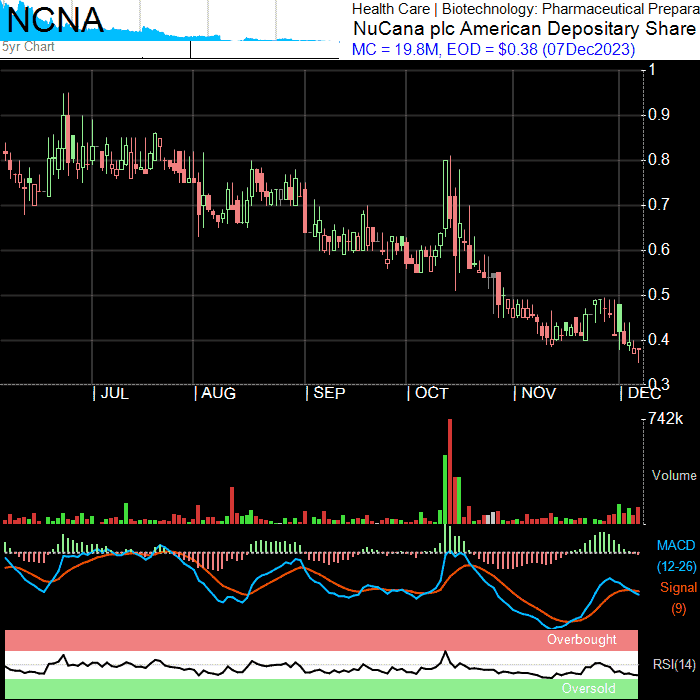 NCNA
5yr Chart
Health Care | Biotechnology: Pharmaceutical Prepara
NuCana plc American Depositary Share
MC = 19.8M, EOD = $0.38 (07Dec2023)
1
0.9
0.8
0.7
0.6
0.5
0.4
0.3
JUL AUG SEP OCT NOV DEC
742k
Volume
MACD
(12-26)
Signal
(9)
Overbought
RSI(14)
Oversold